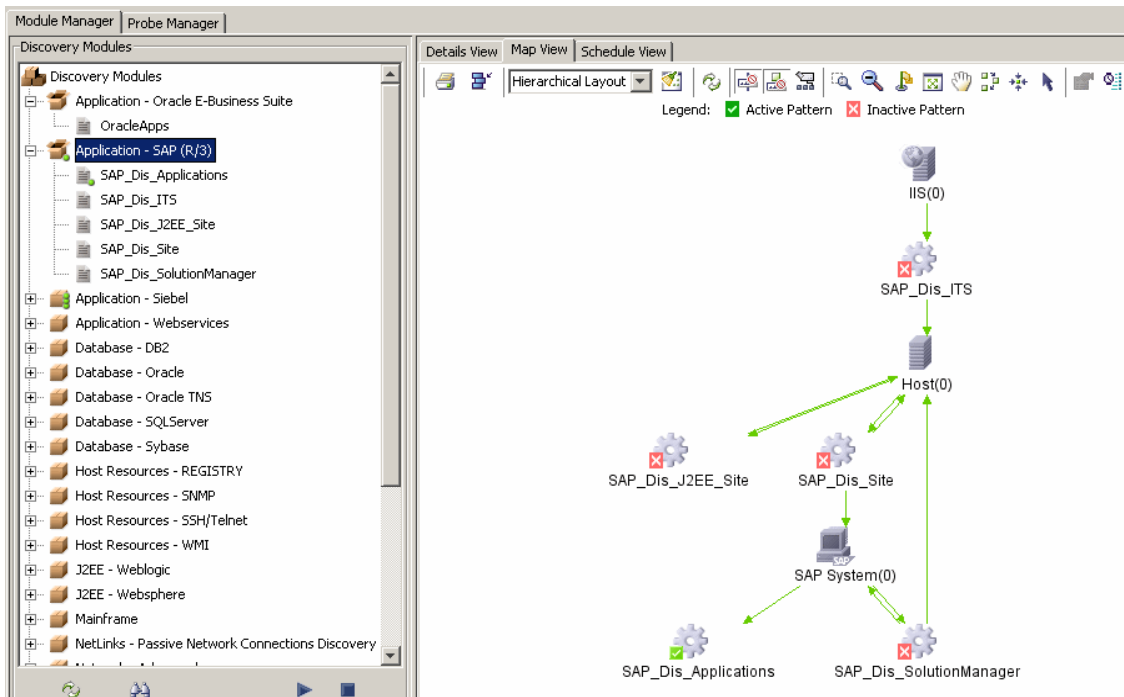 Module Manager
Probe Manager
Discovery Modules
Discovery Modules
Application - Oracle E-Business Suite
OracleApps
Application - SAP (R/3)
SAP_Dis_Applications
SAP_Dis_ITS
SAP_Dis_J2EE_Site
SAP_Dis_Site
SAP_Dis_SolutionManager
Application - Siebel
Application - Webservices
Database - DB2
Database - Oracle
Database - Oracle TNS
Database - SQLServer
Database - Sybase
Host Resources - REGISTRY
Host Resources - SNMP
Host Resources - SSH/Telnet
Host Resources - WMI
J2EE - Weblogic
J2EE - Websphere
Mainframe
NetLinks - Passive Network Connections Discovery
Details View
Map View
Schedule View
Hierarchical Layout
Legend: Active Pattern Inactive Pattern
IIS(0)
SAP_Dis_ITS
Host(0)
SAP_Dis_J2EE_Site
SAP_Dis_Site
SAP
SAP System(0)
SAP_Dis_Applications
SAP_Dis_SolutionManager